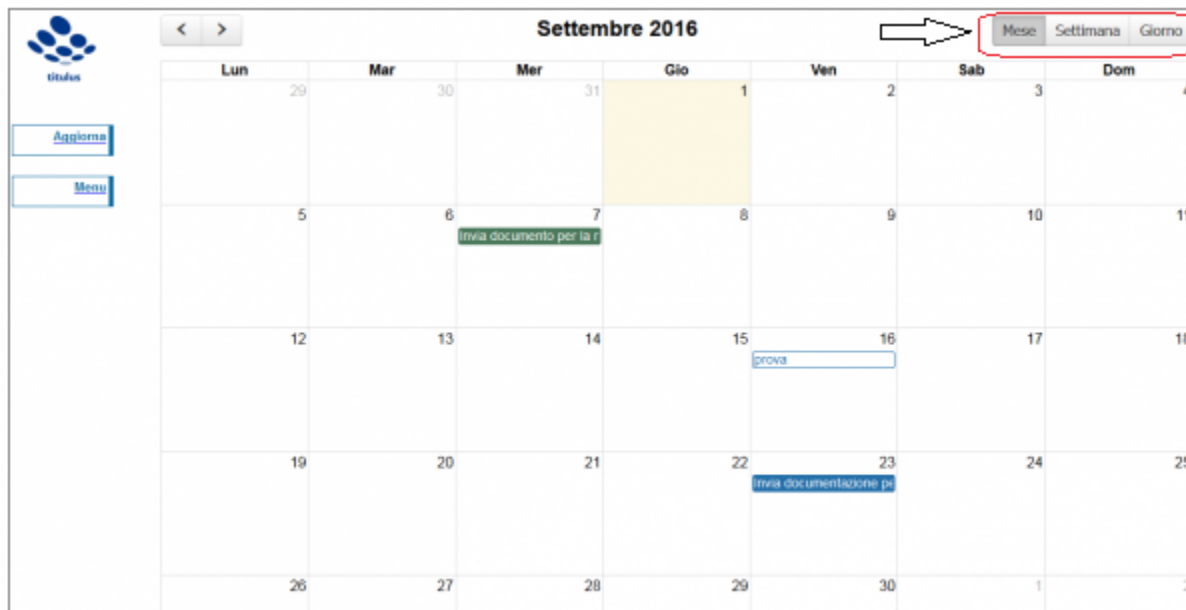 titulus
Aggiorna
Menu
< >
Settembre 2016
Mese Settimana Giorno
Lun Mar Mer Gio Ven Sab Dom
29 30 31 1 2 3
5 6 7 8 9 10
Invia documento per la r
12 13 14 15 16 17
prova
19 20 21 22 23 24
Invia documentazione pe
26 27 28 29 30 1